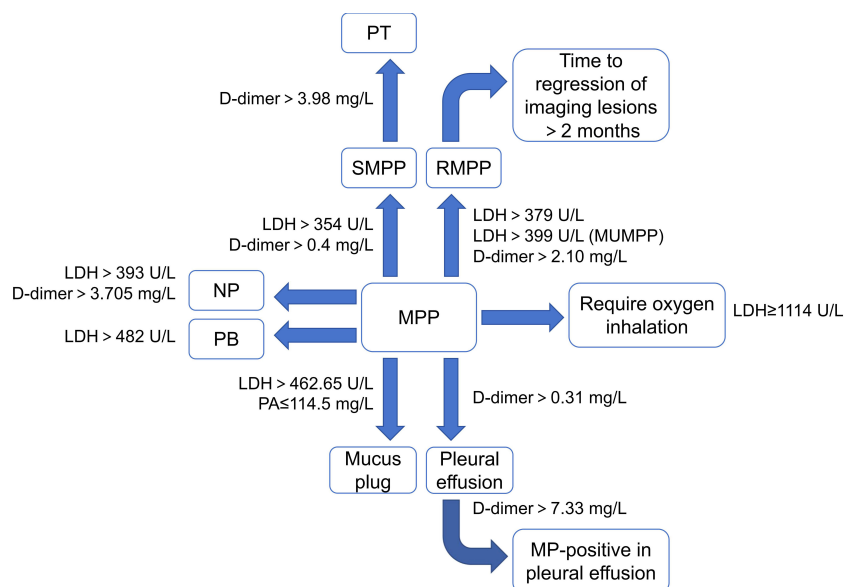 PT
D-dimer > 3.98 mg/L
Time to
regression of
imaging lesions
> 2 months
SMPP
RMPP
LDH > 354 U/L
D-dimer > 0.4 mg/L
LDH > 379 U/L
LDH > 399 U/L (MUMPP)
D-dimer > 2.10 mg/L
LDH > 393 U/L
D-dimer > 3.705 mg/L
NP
MPP
Require oxygen
inhalation
LDH≥1114 U/L
LDH > 482 U/L
PB
LDH > 462.65 U/L
PA≤114.5 mg/L
D-dimer > 0.31 mg/L
Mucus
plug
Pleural
effusion
D-dimer > 7.33 mg/L
MP-positive in
pleural effusion